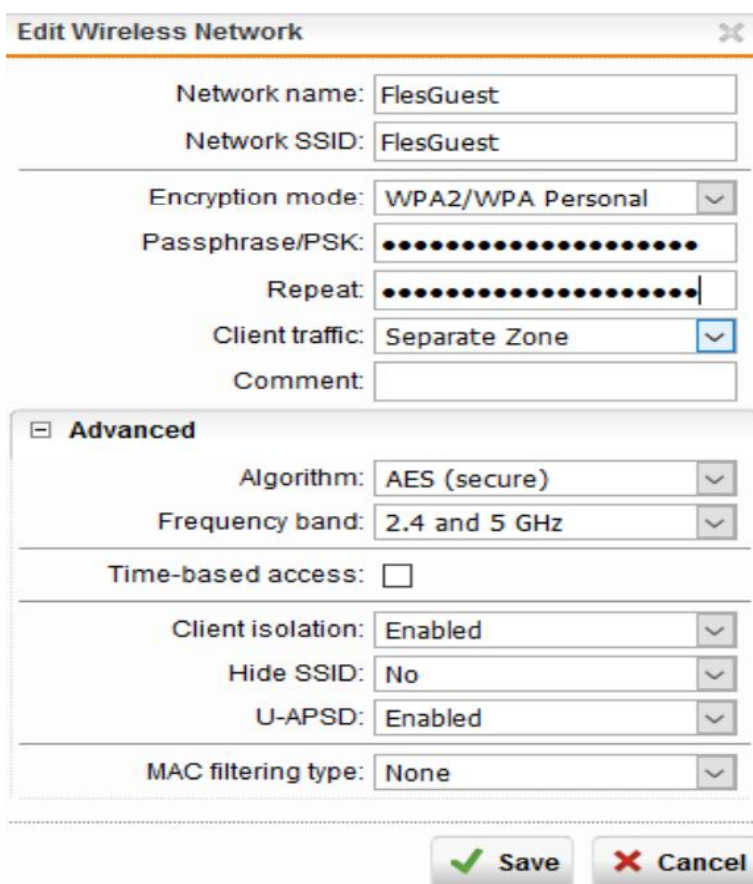 Edit Wireless Network
Network name: FlesGuest
Network SSID: FlesGuest
Encryption mode: WPA2/WPA Personal
Passphrase/PSK: ●●●●●●●●●●●●●●●●●●●●
Repeat: ●●●●●●●●●●●●●●●●●●●●
Client traffic: Separate Zone
Comment:
Advanced
Algorithm: AES (secure)
Frequency band: 2.4 and 5 GHz
Time-based access:
Client isolation: Enabled
Hide SSID: No
U-APSD: Enabled
MAC filtering type: None
Save Cancel